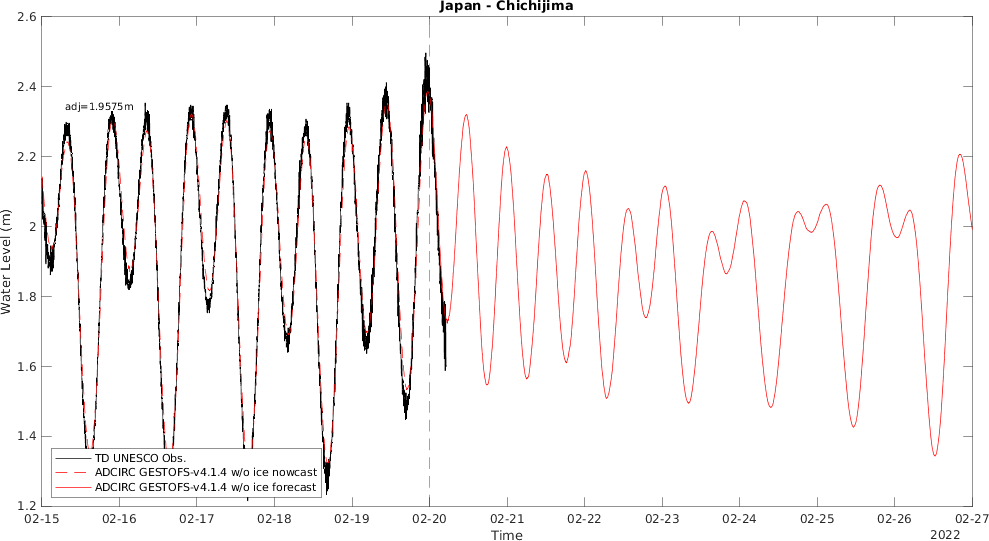 Japan - Chichijima
2.6
2.4
2.2
2
1.8
1.6
1.4
1.2
Water Level (m)
adj=1.9575m
TD UNESCO Obs.
ADCIRC GESTOFS-v4.1.4 w/o ice nowcast
ADCIRC GESTOFS-v4.1.4 w/o ice forecast
02-15 02-16 02-17 02-18 02-19 02-20 02-21 02-22 02-23 02-24 02-25 02-26 02-27
Time
2022